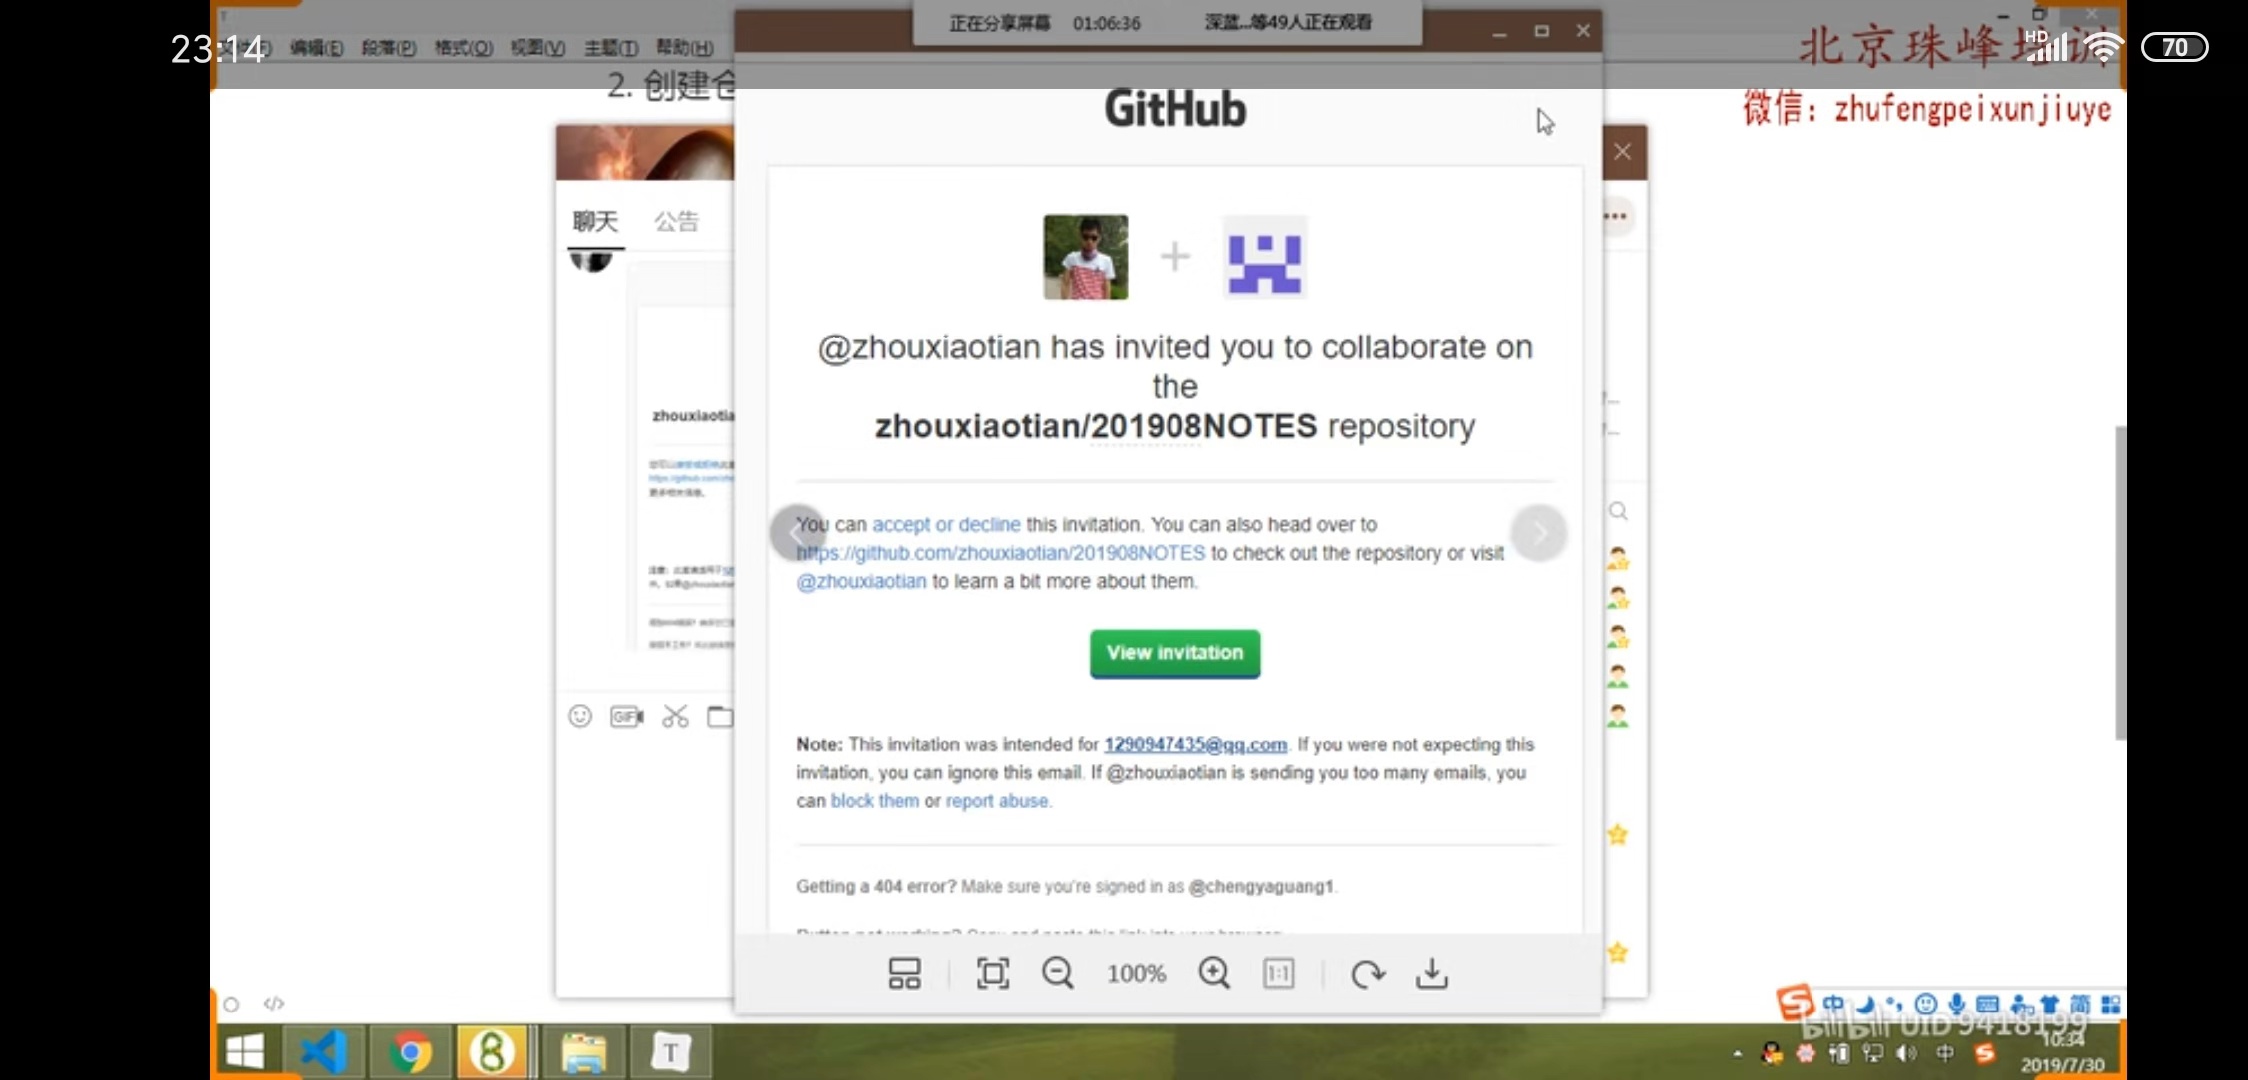 正在分享屏幕 01:06:36 深蓝...等49人正在观看
23:14
HD
70
编辑(E) 段落(P) 格式(O) 视图(V) 主题(T) 帮助(H)
北京珠峰培训
微信：zhufengpeixunjiuye
2. 创建仓
GitHub
聊天 公告
@zhouxiaotian has invited you to collaborate on
the
zhouxiaotian/201908NOTES repository
zhouxiaotia
You can accept or decline this invitation. You can also head over to
https://github.com/zhouxiaotian/201908NOTES to check out the repository or visit
@zhouxiaotian to learn a bit more about them.
View invitation
GIF
Note: This invitation was intended for 1290947435@qq.com. If you were not expecting this
invitation, you can ignore this email. If @zhouxiaotian is sending you too many emails, you
can block them or report abuse.
Getting a 404 error? Make sure you're signed in as @chengyaguang1.
100%
1:1
中 简
bilibili UID 9418199
T
中
10:34
2019/7/30